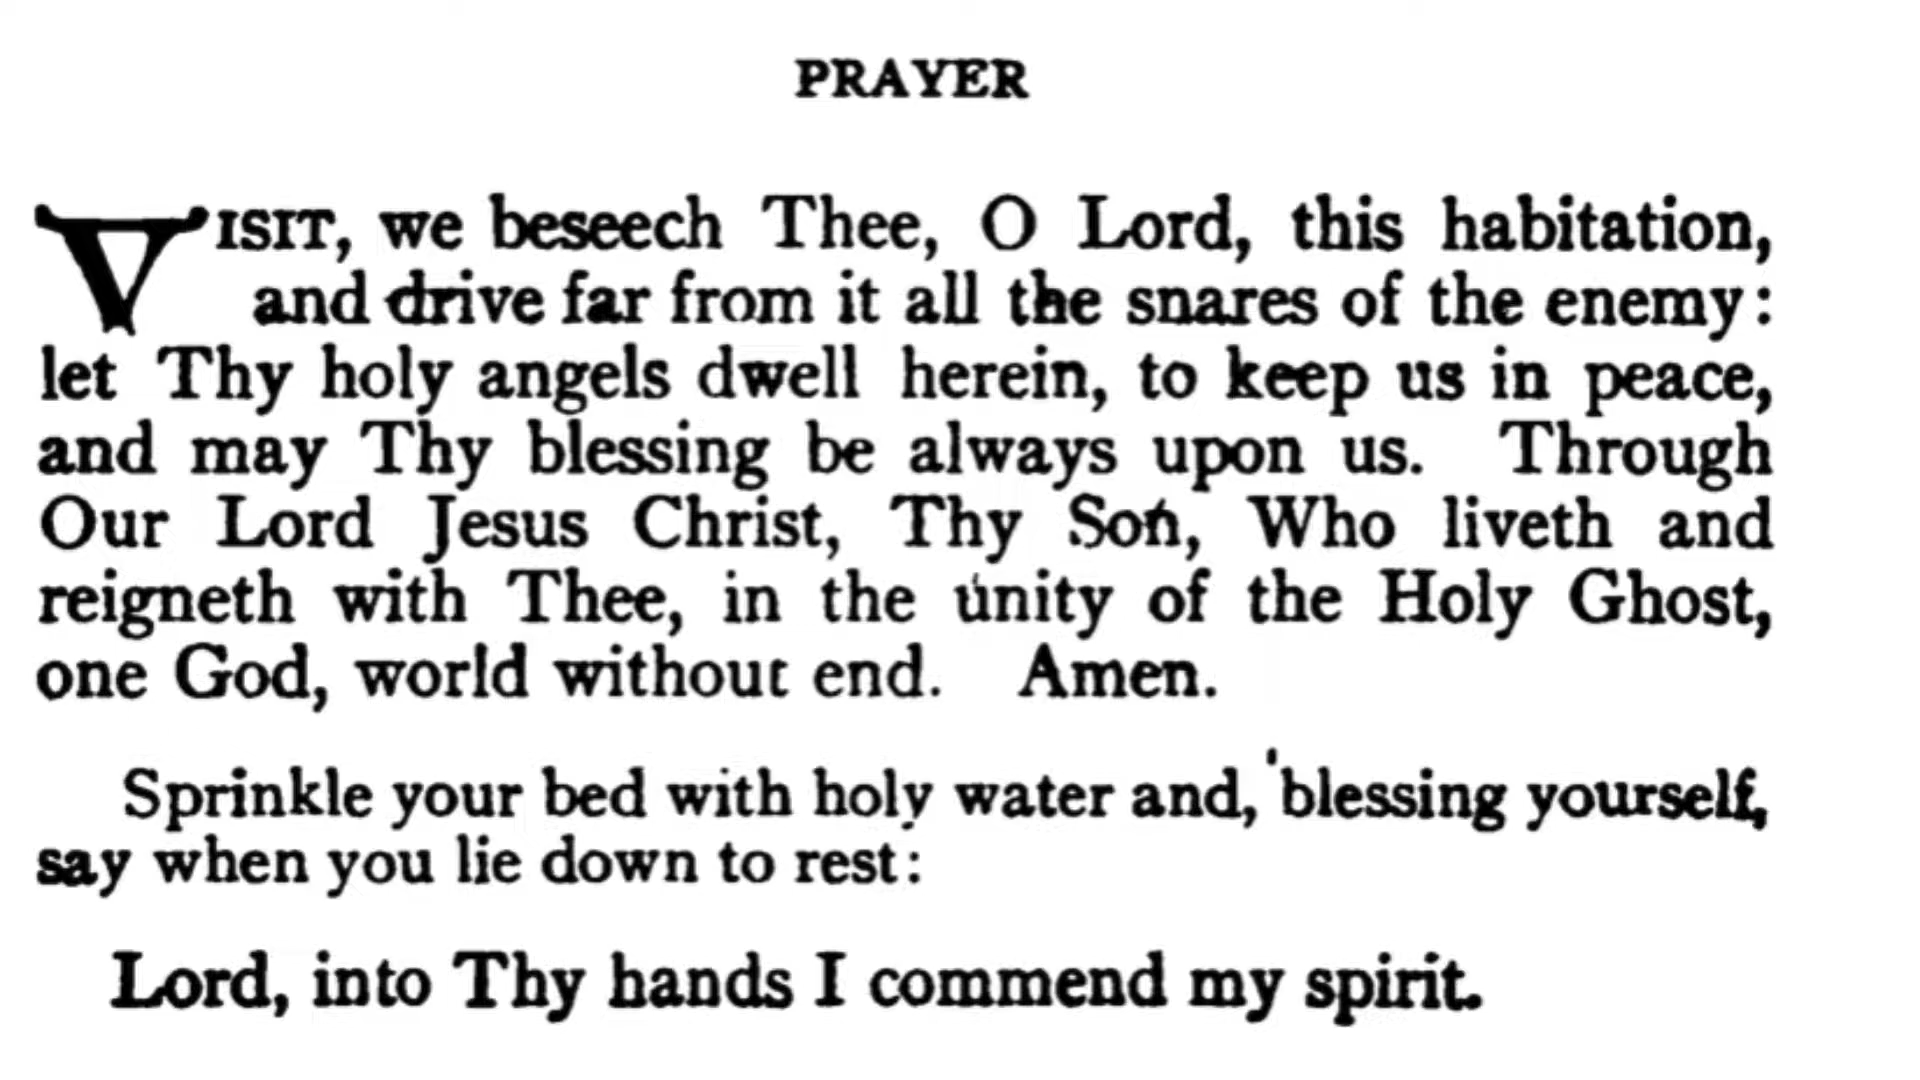 PRAYER
VISIT, we beseech Thee, O Lord, this habitation,
and drive far from it all the snares of the enemy:
let Thy holy angels dwell herein, to keep us in peace,
and may Thy blessing be always upon us. Through
Our Lord Jesus Christ, Thy Son, Who liveth and
reigneth with Thee, in the unity of the Holy Ghost,
one God, world without end. Amen.
Sprinkle your bed with holy water and, blessing yourself,
say when you lie down to rest:
Lord, into Thy hands I commend my spirit.